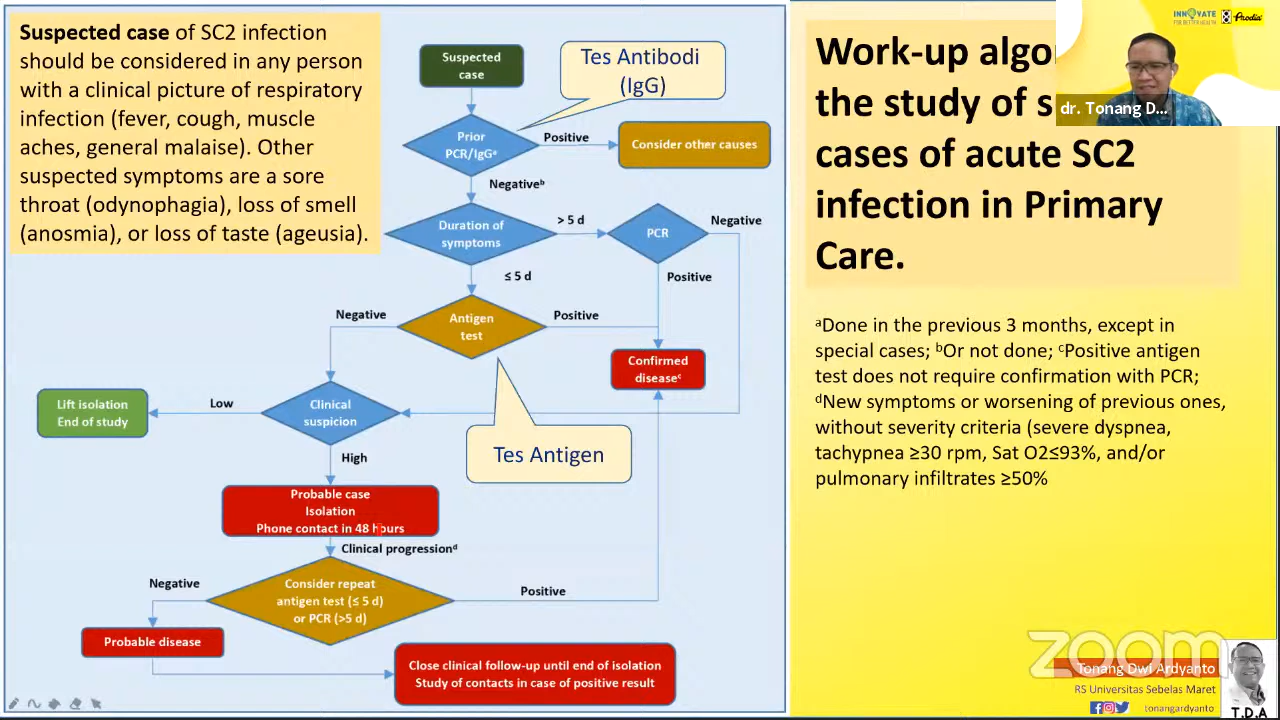 Suspected case of SC2 infection
should be considered in any person
with a clinical picture of respiratory
infection (fever, cough, muscle
aches, general malaise). Other
suspected symptoms are a sore
throat (odynophagia), loss of smell
(anosmia), or loss of taste (ageusia).
Suspected
case
Tes Antibodi
(IgG)
Prior
PCR/IgGᵃ
Positive
Consider other causes
Negativeᵇ
Duration of
symptoms
> 5 d
PCR
Negative
≤ 5 d
Positive
Negative
Antigen
test
Positive
Confirmed
diseaseᶜ
Lift isolation
End of study
Low
Clinical
suspicion
Tes Antigen
High
Probable case
Isolation
Phone contact in 48 hours
Clinical progressionᵈ
Negative
Consider repeat
antigen test (≤ 5 d)
or PCR (>5 d)
Positive
Probable disease
Close clinical follow-up until end of isolation
Study of contacts in case of positive result
INNOVATE
FOR BETTER HEALTH
Prodia
dr. Tonang D...
Work-up
the study of
cases of acute SC2
infection in Primary
Care.
ᵃDone in the previous 3 months, except in
special cases; ᵇOr not done; ᶜPositive antigen
test does not require confirmation with PCR;
ᵈNew symptoms or worsening of previous ones,
without severity criteria (severe dyspnea,
tachypnea ≥30 rpm, Sat O2≤93%, and/or
pulmonary infiltrates ≥50%
zoom
Tonang Dwi Ardyanto
RS Universitas Sebelas Maret
tonangardyanto
T.D.A